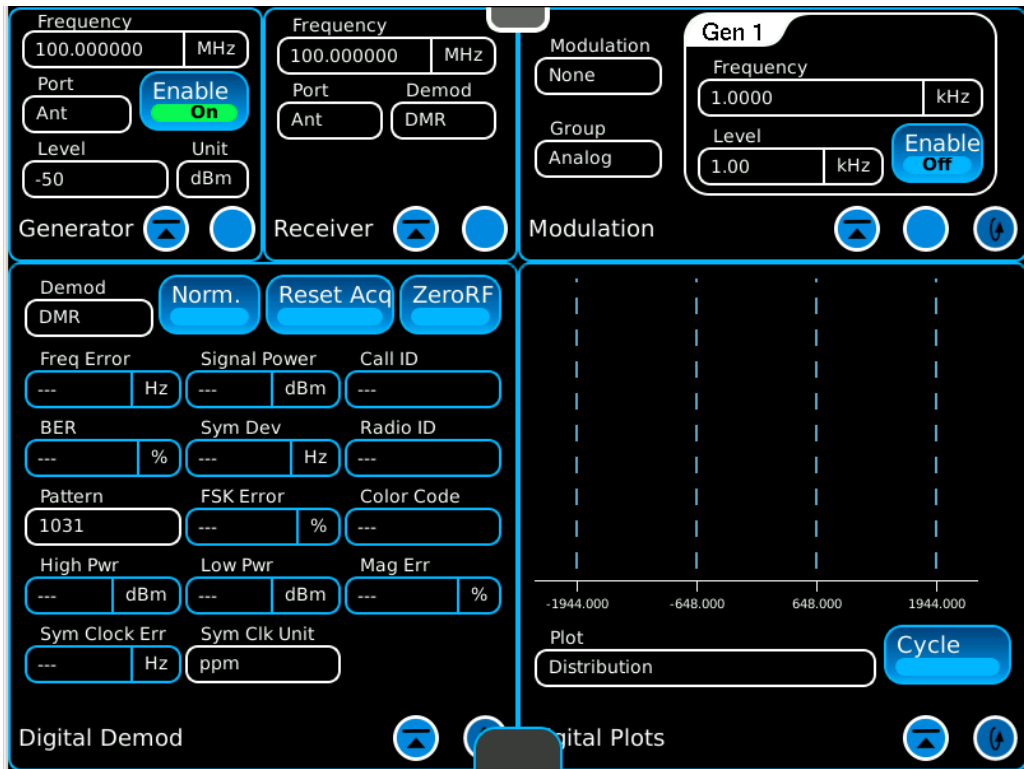 Frequency
100.000000 MHz
Port
Ant
Enable
On
Level Unit
-50 dBm
Generator
Frequency
100.000000 MHz
Port Demod
Ant DMR
Receiver
Modulation
None
Group
Analog
Gen 1
Frequency
1.0000 kHz
Level
1.00 kHz
Enable
Off
Modulation
Demod
DMR
Norm. Reset Acq ZeroRF
Freq Error Signal Power Call ID
--- Hz --- dBm ---
BER Sym Dev Radio ID
--- % --- Hz ---
Pattern FSK Error Color Code
1031 --- % ---
High Pwr Low Pwr Mag Err
--- dBm --- dBm --- %
Sym Clock Err Sym Clk Unit
--- Hz ppm
Digital Demod
-1944.000 -648.000 648.000 1944.000
Plot
Distribution
Cycle
gital Plots